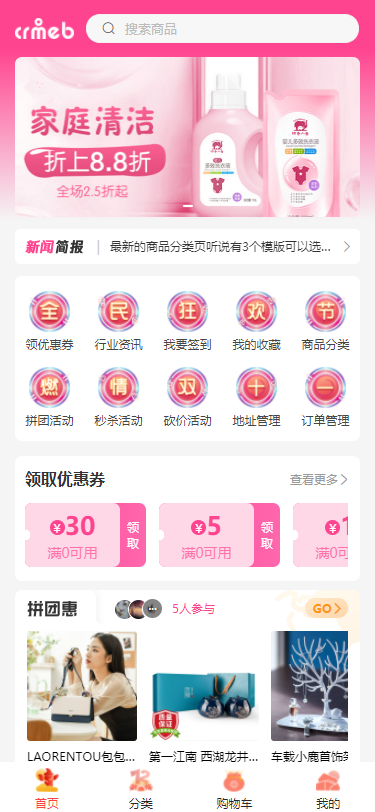 crmeb
搜索商品
家庭清洁
折上8.8折
全场2.5折起
新闻简报
最新的商品分类页听说有3个模版可以选...
全 民 狂 欢 节
领优惠券 行业资讯 我要签到 我的收藏 商品分类
燃 情 双 十 一
拼团活动 秒杀活动 砍价活动 地址管理 订单管理
领取优惠券 查看更多
¥30 领取 ¥5 领取 ¥1
满0可用 满0可用 满0可用
拼团惠 5人参与 GO
质量保证
LAORENTOU包包... 第一江南 西湖龙井... 车载小鹿首饰架
首页 分类 购物车 我的